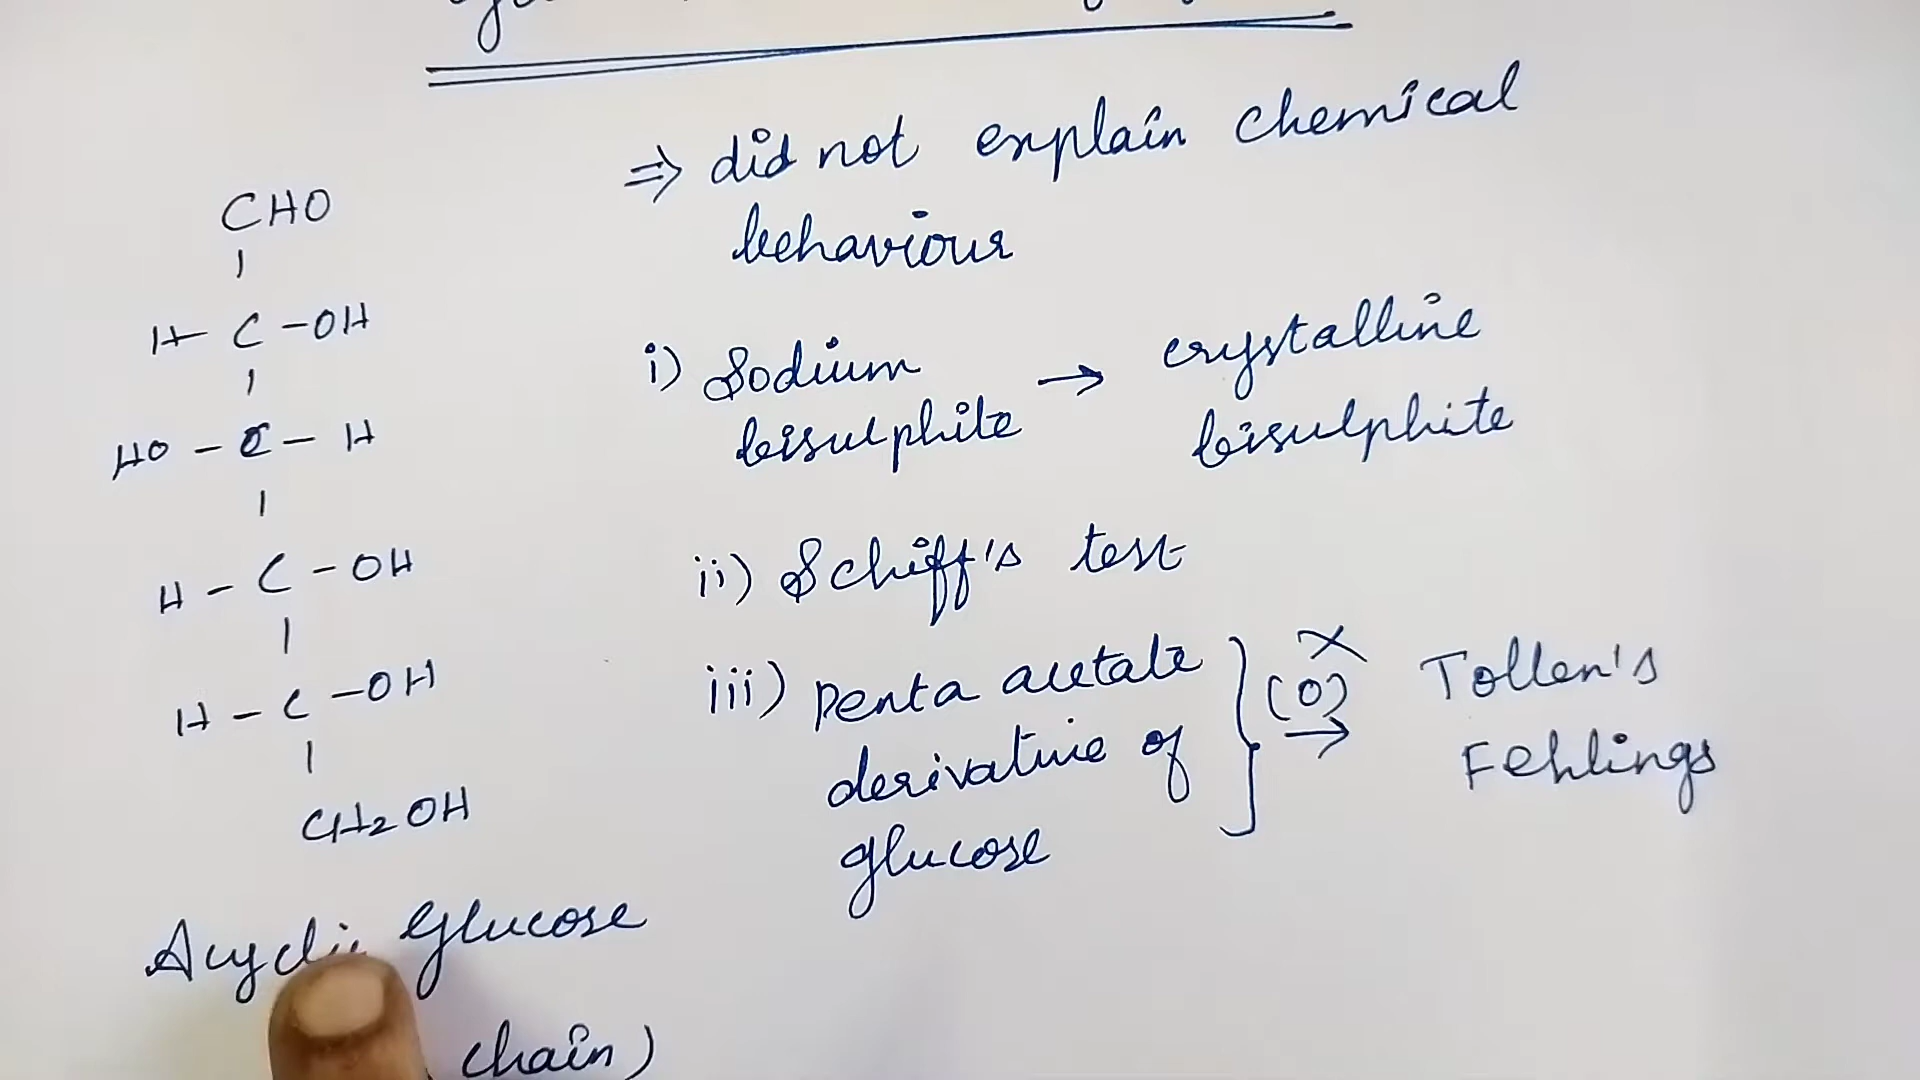 CHO
H - C - OH
HO - C - H
H - C - OH
H - C - OH
CH2OH
Acyclic Glucose
chain)
⇒ did not explain chemical
behaviour
i) Sodium bisulphite → crystalline bisulphite
ii) Schiff's test
iii) Penta acetate
derivative of
glucose
X
(O)
→
Tollen's
Fehlings